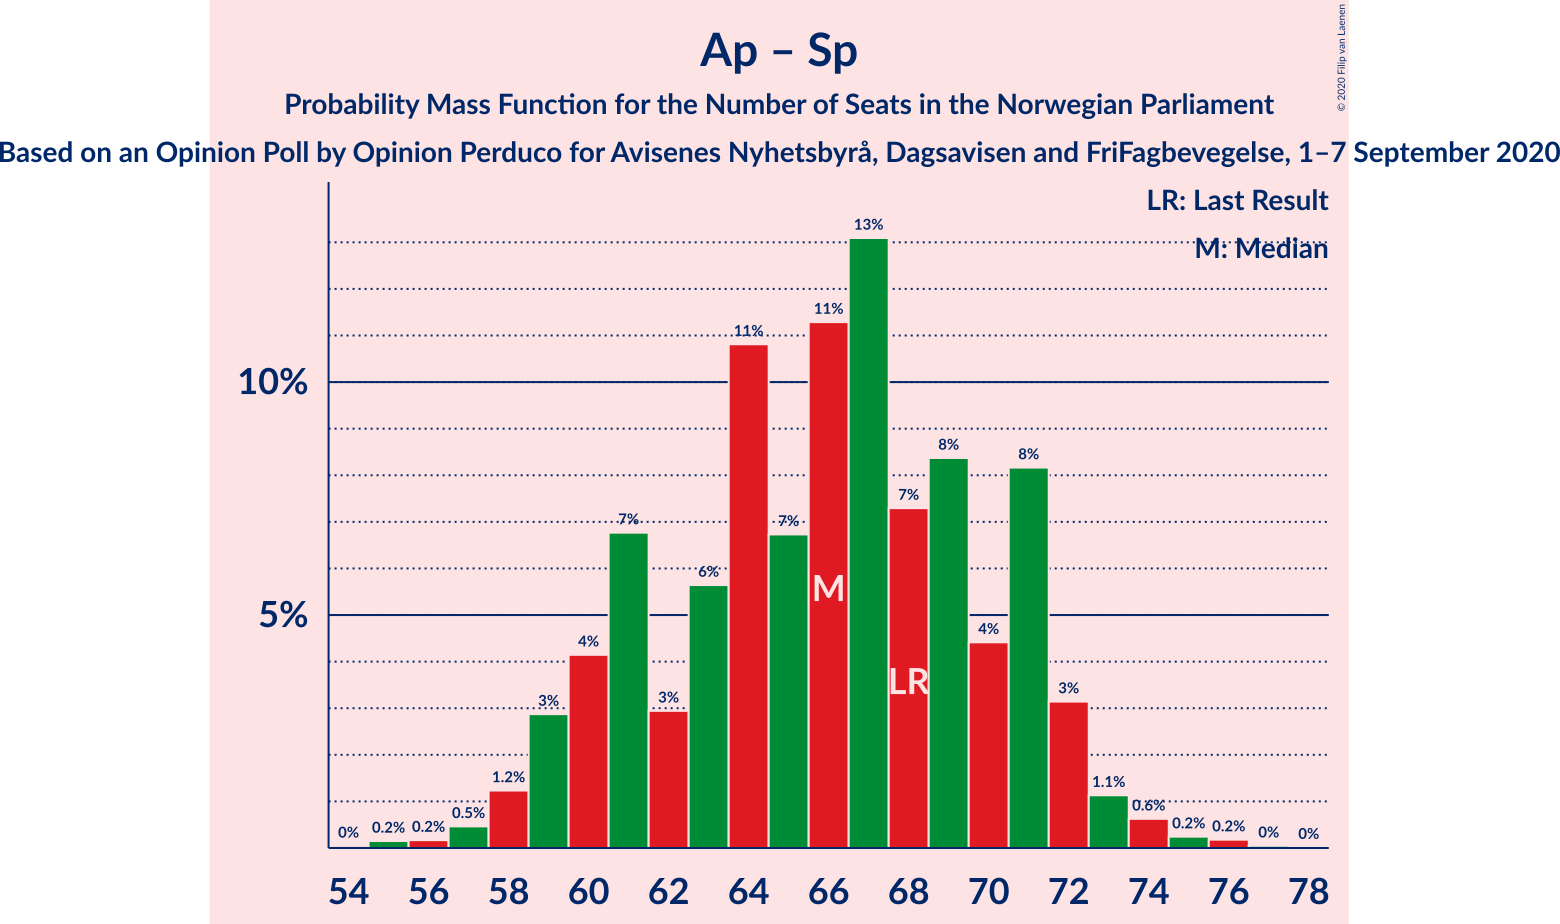 Ap – Sp
Probability Mass Function for the Number of Seats in the Norwegian Parliament
Based on an Opinion Poll by Opinion Perduco for Avisenes Nyhetsbyrå, Dagsavisen and FriFagbevegelse, 1–7 September 2020
© 2020 Filip van Laenen
LR: Last Result
M: Median
10%
5%
0% 0.2% 0.2% 0.5% 1.2% 3% 4% 7% 3% 6% 11% 7% 11% 13% 7% 8% 4% 8% 3% 1.1% 0.6% 0.2% 0.2% 0% 0%
M
LR
54 56 58 60 62 64 66 68 70 72 74 76 78